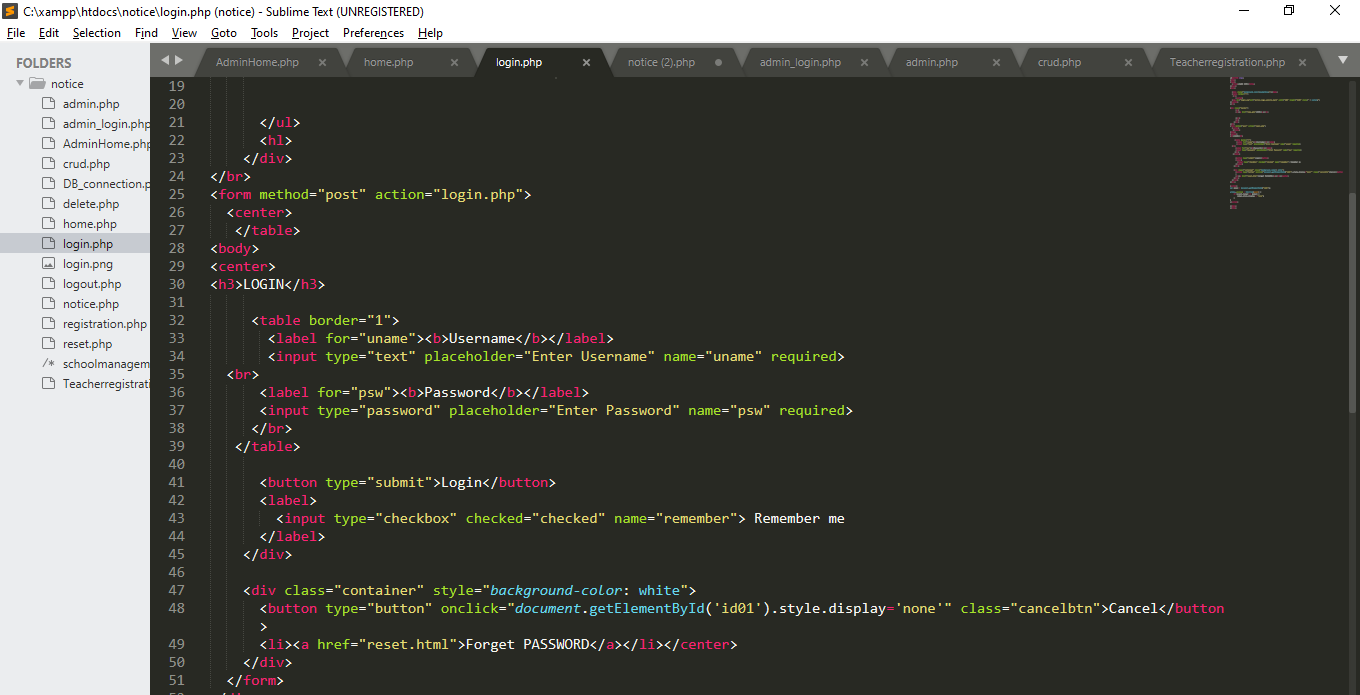 C:\xampp\htdocs\notice\login.php (notice) - Sublime Text (UNREGISTERED)
File Edit Selection Find View Goto Tools Project Preferences Help
FOLDERS
notice
admin.php
admin_login.php
AdminHome.php
crud.php
DB_connection.p
delete.php
home.php
login.php
login.png
logout.php
notice.php
registration.php
reset.php
/* schoolmanagem
Teacherregistrati
AdminHome.php × home.php × login.php × notice (2).php admin_login.php × admin.php × crud.php × Teacherregistration.php ×
19
20
21 </ul>
22 <hl>
23 </div>
24 </br>
25 <form method="post" action="login.php">
26 <center>
27 </table>
28 <body>
29 <center>
30 <h3>LOGIN</h3>
31
32 <table border="1">
33 <label for="uname"><b>Username</b></label>
34 <input type="text" placeholder="Enter Username" name="uname" required>
35 <br>
36 <label for="psw"><b>Password</b></label>
37 <input type="password" placeholder="Enter Password" name="psw" required>
38 </br>
39 </table>
40
41 <button type="submit">Login</button>
42 <label>
43 <input type="checkbox" checked="checked" name="remember"> Remember me
44 </label>
45 </div>
46
47 <div class="container" style="background-color: white">
48 <button type="button" onclick="document.getElementById('id01').style.display='none'" class="cancelbtn">Cancel</button
>
49 <li><a href="reset.html">Forget PASSWORD</a></li></center>
50 </div>
51 </form>